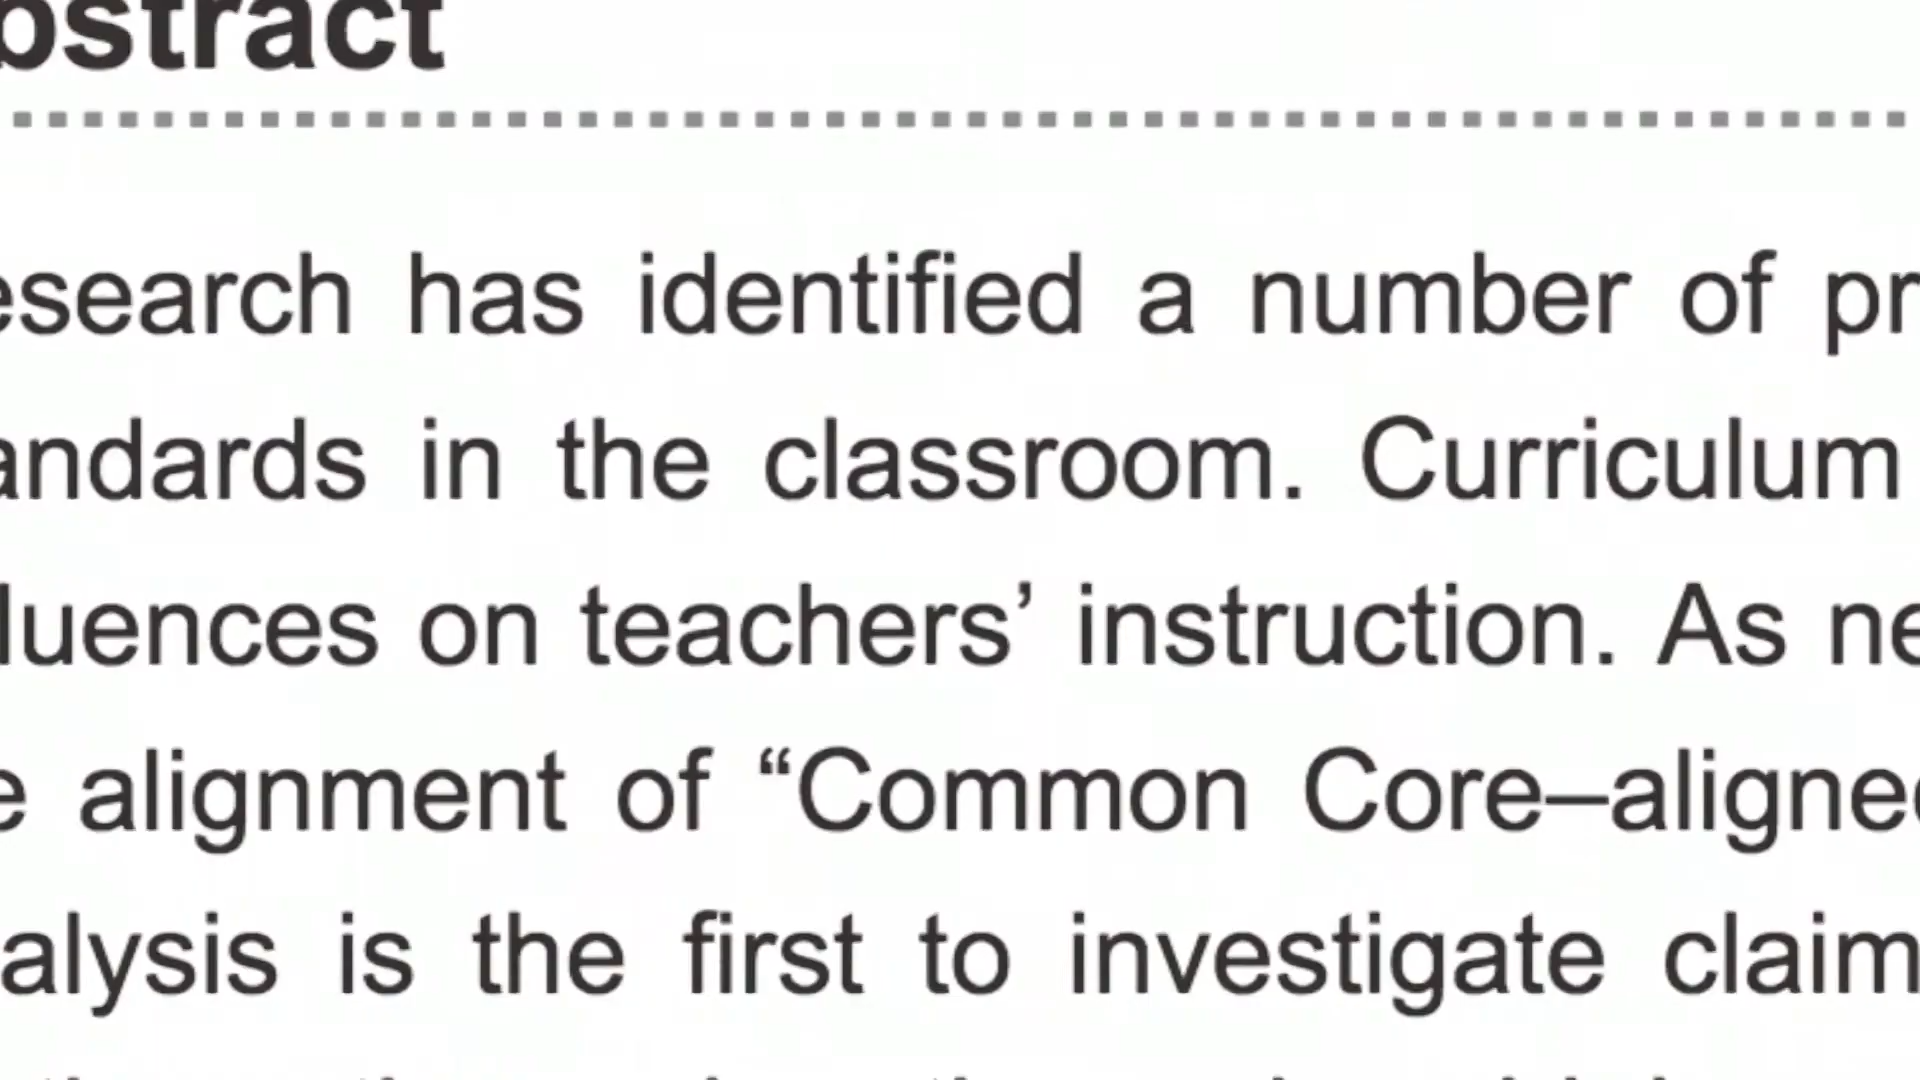 bstract
esearch has identified a number of pr
andards in the classroom. Curriculum
luences on teachers’ instruction. As ne
e alignment of “Common Core–aligned
alysis is the first to investigate claim